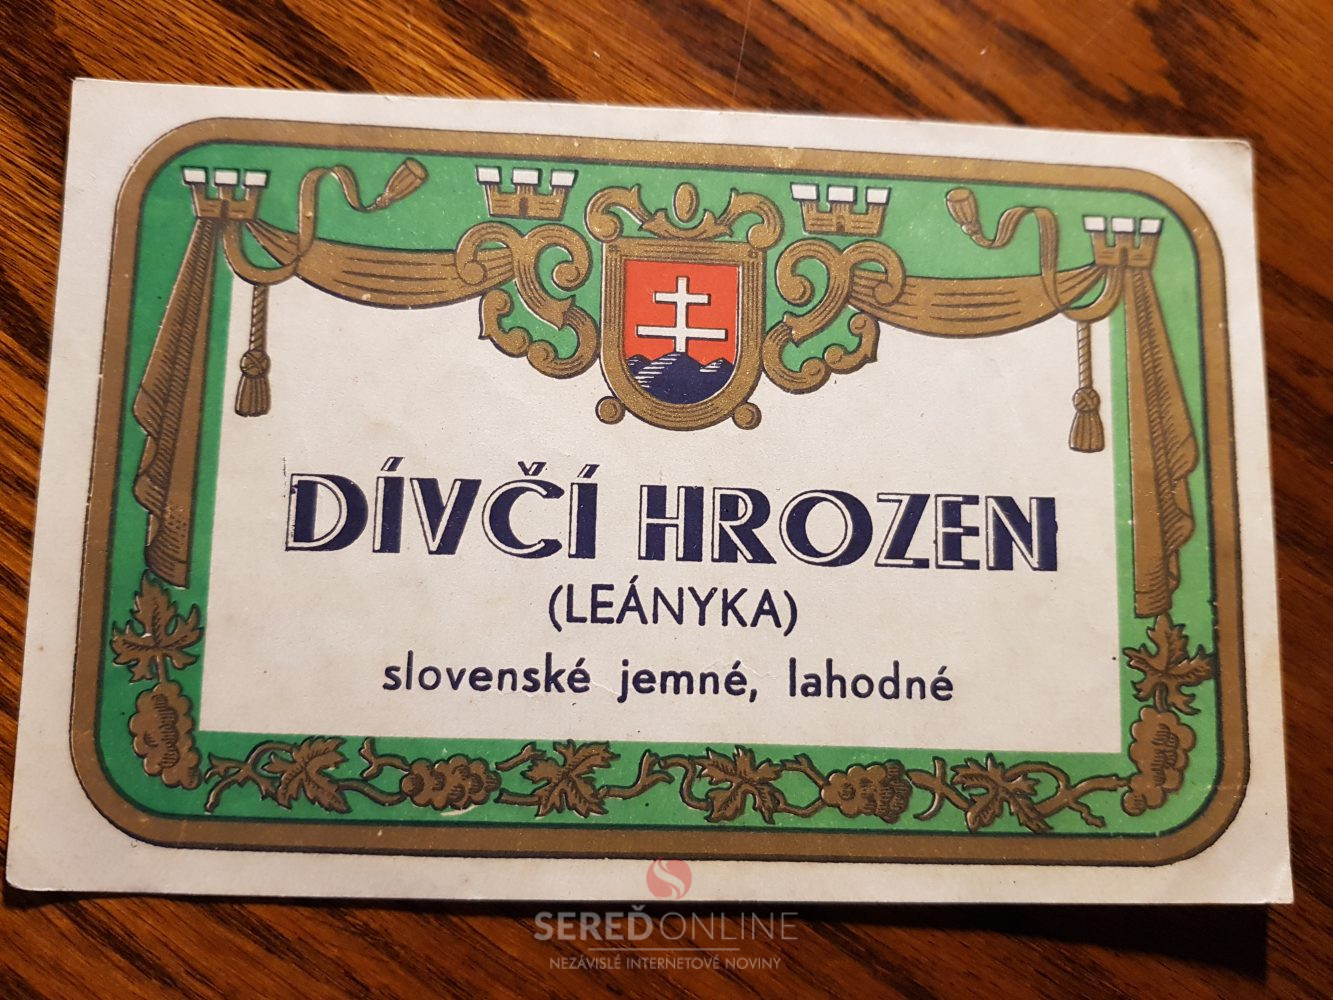 DÍVČÍ HROZEN
(LEÁNYKA)
slovenské jemné, lahodné
SEREĎONLINE
NEZÁVISLÉ INTERNETOVÉ NOVINY